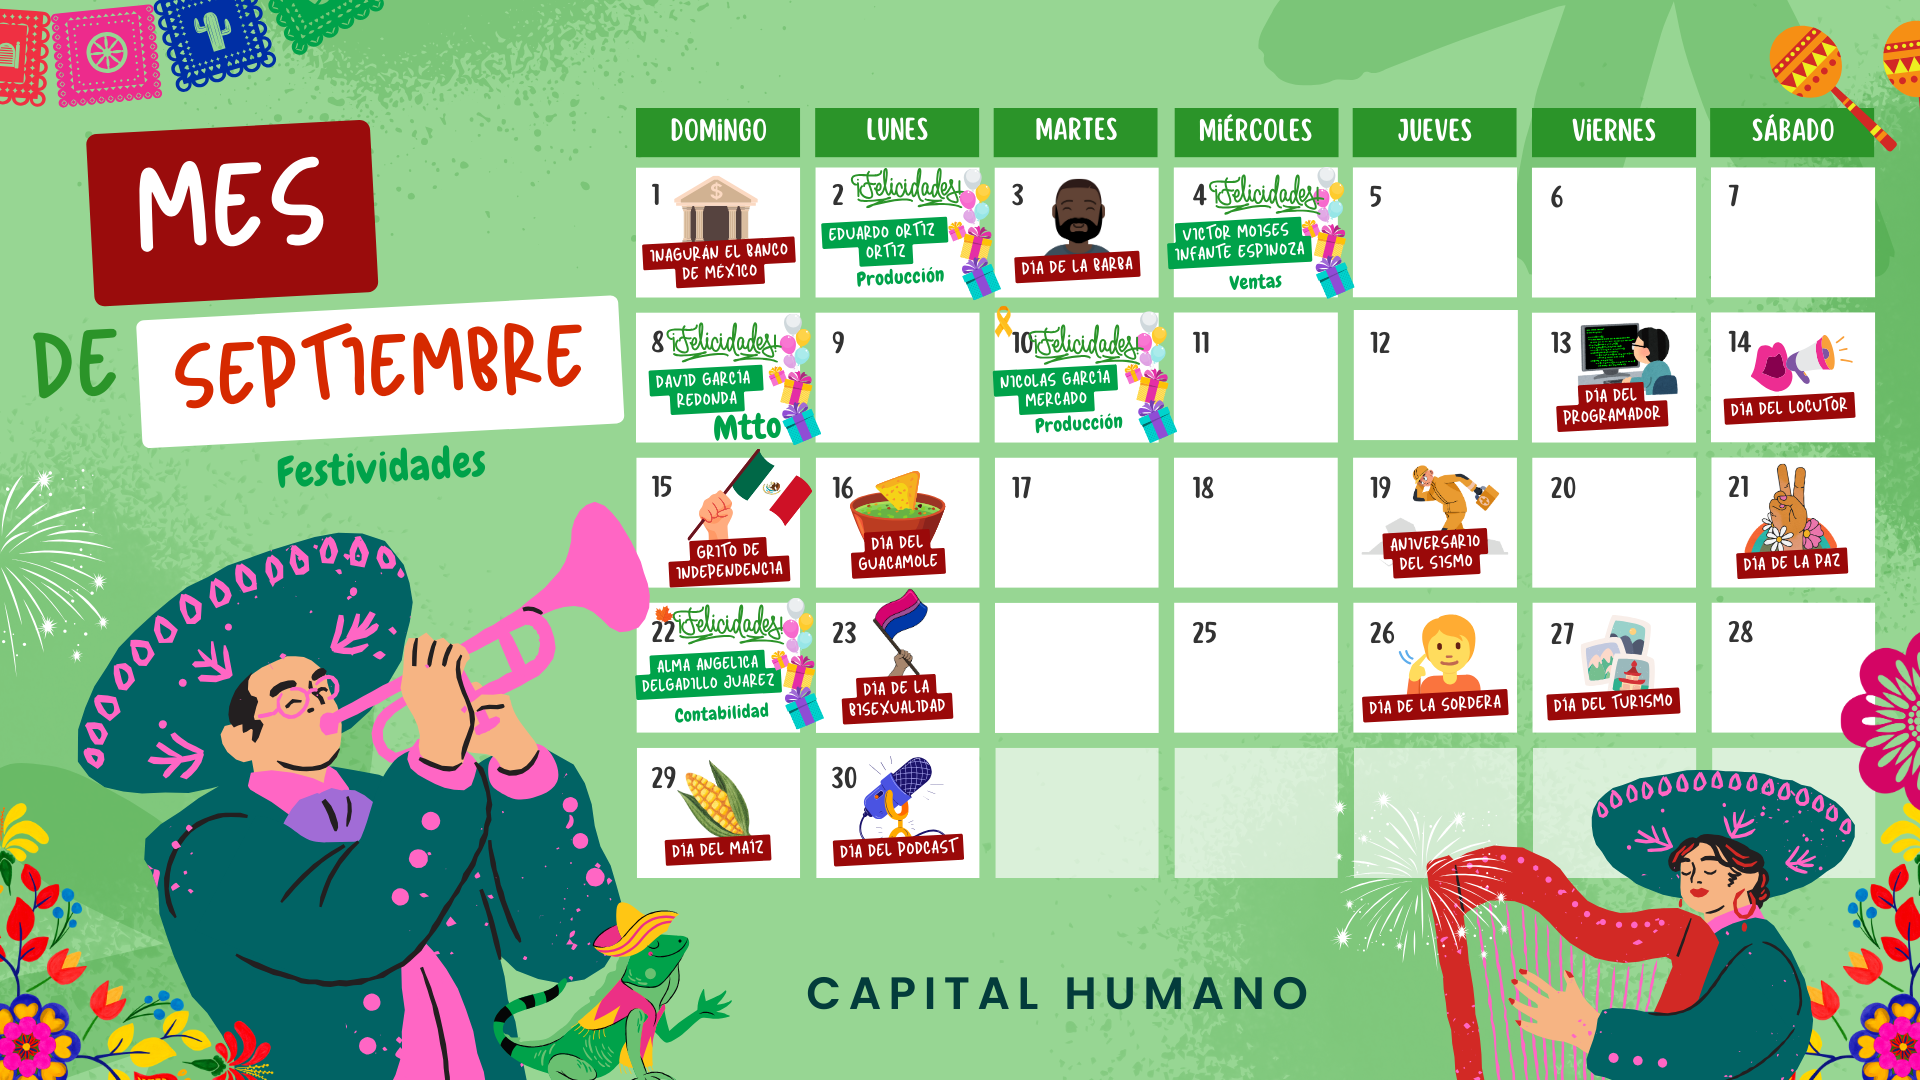 MES
DE SEPTIEMBRE
Festividades
DOMINGO LUNES MARTES MIÉRCOLES JUEVES VIERNES SÁBADO
1
$
INAGURÁN EL BANCO
DE MÉXICO
2
¡Felicidades!
EDUARDO ORTIZ
ORTIZ
Producción
3
DÍA DE LA BARBA
4
¡Felicidades!
VICTOR MOISES
INFANTE ESPINOZA
Ventas
5
6
7
8
¡Felicidades!
DAVID GARCÍA
REDONDA
Mtto
9
10
¡Felicidades!
NICOLAS GARCÍA
MERCADO
Producción
11
12
13
DÍA DEL
PROGRAMADOR
14
DÍA DEL LOCUTOR
15
GRITO DE
INDEPENDENCIA
16
DÍA DEL
GUACAMOLE
17
18
19
ANIVERSARIO
DEL SISMO
20
21
DÍA DE LA PAZ
22
¡Felicidades!
ALMA ANGELICA
DELGADILLO JUAREZ
Contabilidad
23
DÍA DE LA
BISEXUALIDAD
25
26
DÍA DE LA SORDERA
27
DÍA DEL TURISMO
28
29
DÍA DEL MAÍZ
30
DÍA DEL PODCAST
CAPITAL HUMANO